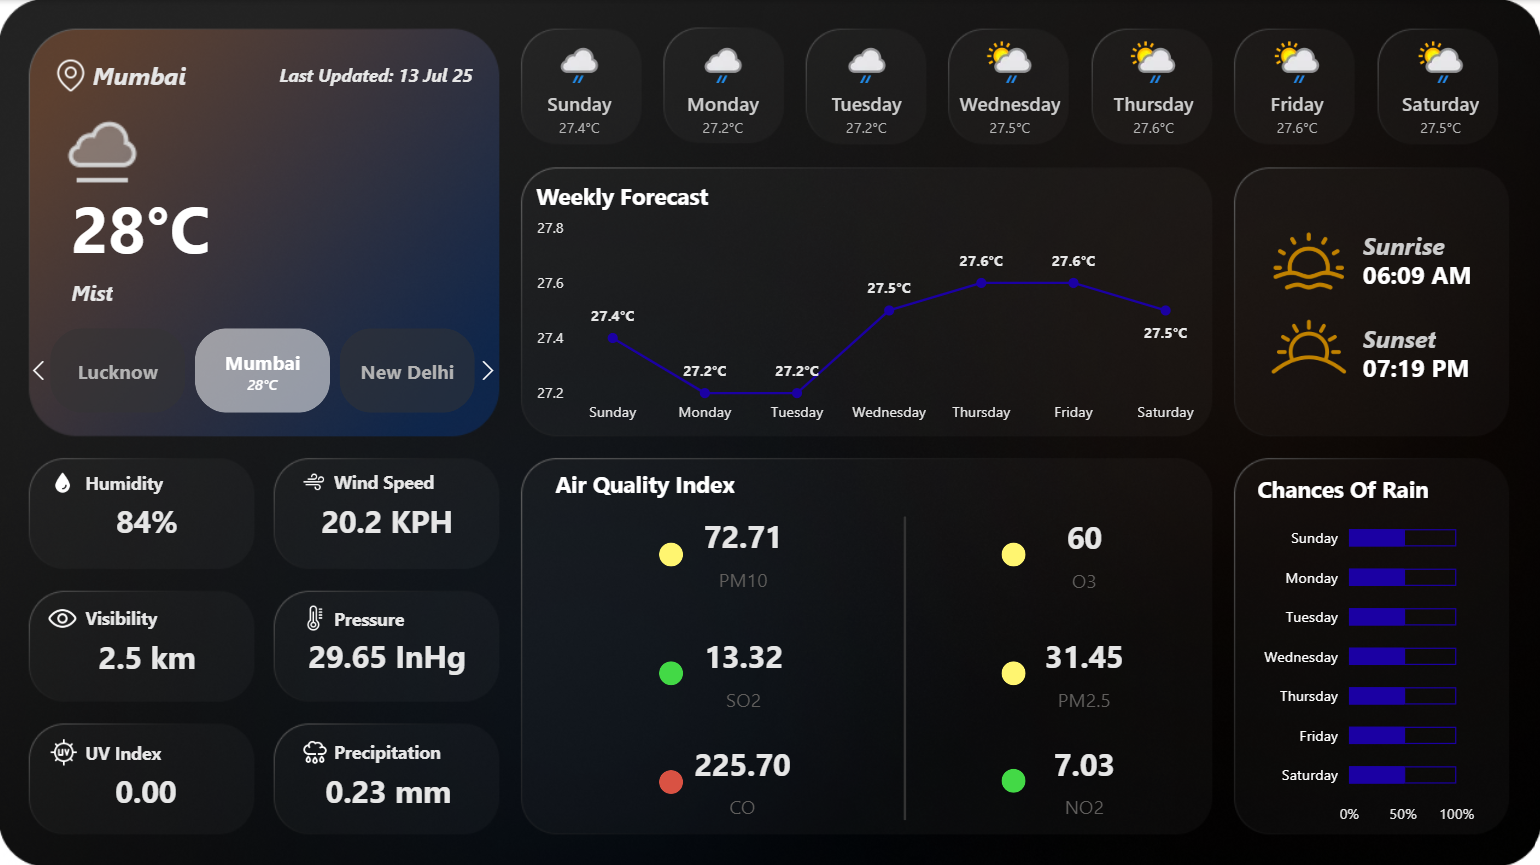 Mumbai
Last Updated: 13 Jul 25
28°C
Mist
Lucknow
Mumbai
28°C
New Delhi
Sunday
27.4°C
Monday
27.2°C
Tuesday
27.2°C
Wednesday
27.5°C
Thursday
27.6°C
Friday
27.6°C
Saturday
27.5°C
Weekly Forecast
27.8
27.6
27.4
27.2
27.4°C
27.2°C
27.2°C
27.5°C
27.6°C
27.6°C
27.5°C
Sunday
Monday
Tuesday
Wednesday
Thursday
Friday
Saturday
Sunrise
06:09 AM
Sunset
07:19 PM
Humidity
84%
Wind Speed
20.2 KPH
Visibility
2.5 km
Pressure
29.65 InHg
UV
UV Index
0.00
Precipitation
0.23 mm
Air Quality Index
72.71
PM10
60
O3
13.32
SO2
31.45
PM2.5
225.70
CO
7.03
NO2
Chances Of Rain
Sunday
Monday
Tuesday
Wednesday
Thursday
Friday
Saturday
0% 50% 100%